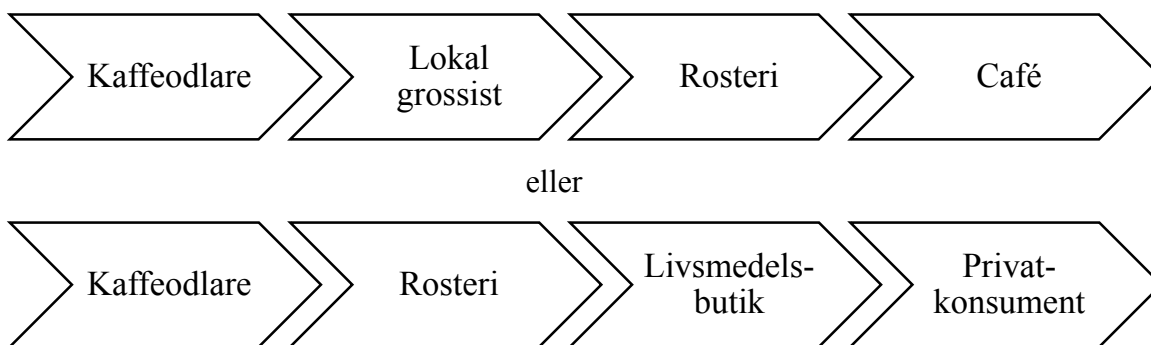 Kaffeodlare
Lokal
grossist
Rosteri
Café
eller
Kaffeodlare
Rosteri
Livsmedels-
butik
Privat-
konsument